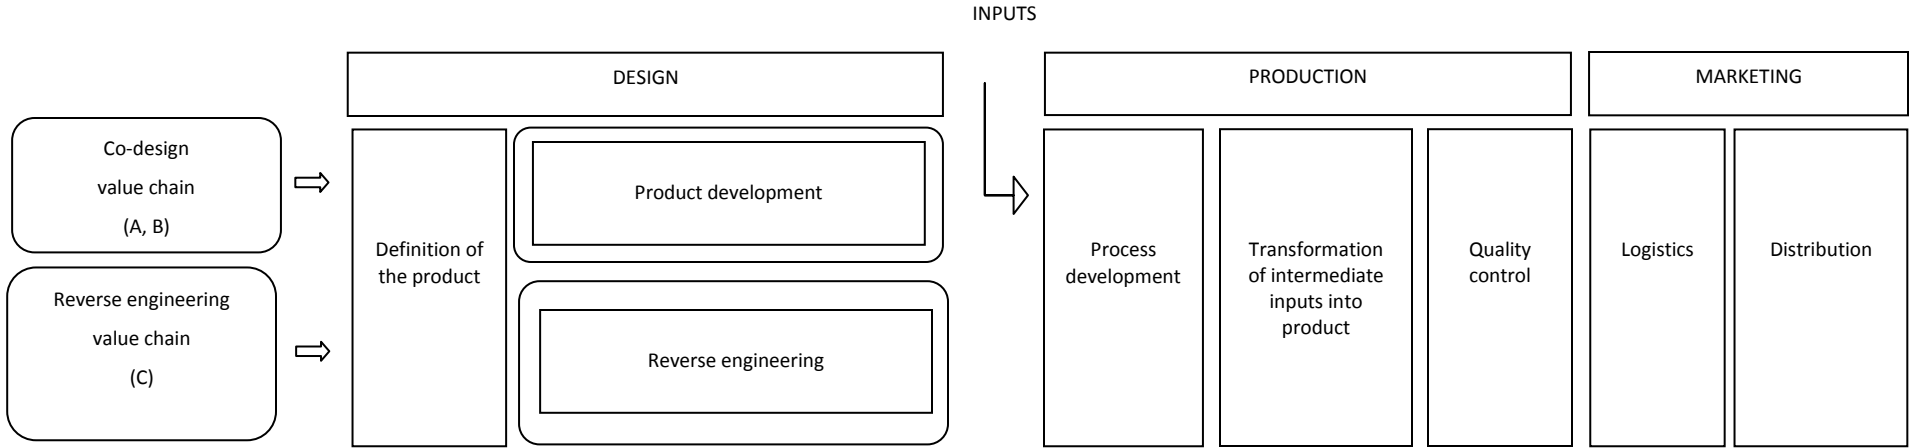 INPUTS
DESIGN
PRODUCTION
MARKETING
Co-design
value chain
(A, B)
Reverse engineering
value chain
(C)
Definition of
the product
Product development
Reverse engineering
Process
development
Transformation
of intermediate
inputs into
product
Quality
control
Logistics
Distribution